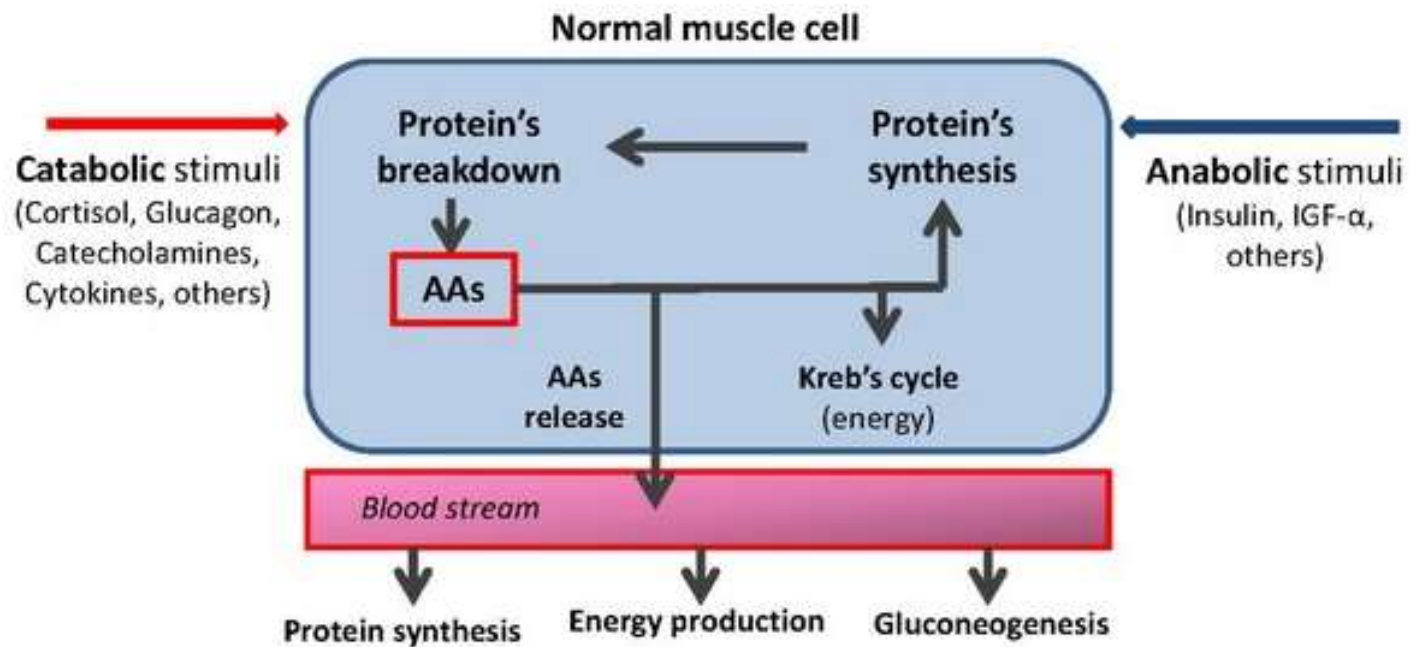 Normal muscle cell
Catabolic stimuli
(Cortisol, Glucagon,
Catecholamines,
Cytokines, others)
Protein's
breakdown
Protein's
synthesis
Anabolic stimuli
(Insulin, IGF-α,
others)
AAs
AAs
release
Kreb's cycle
(energy)
Blood stream
Protein synthesis
Energy production
Gluconeogenesis